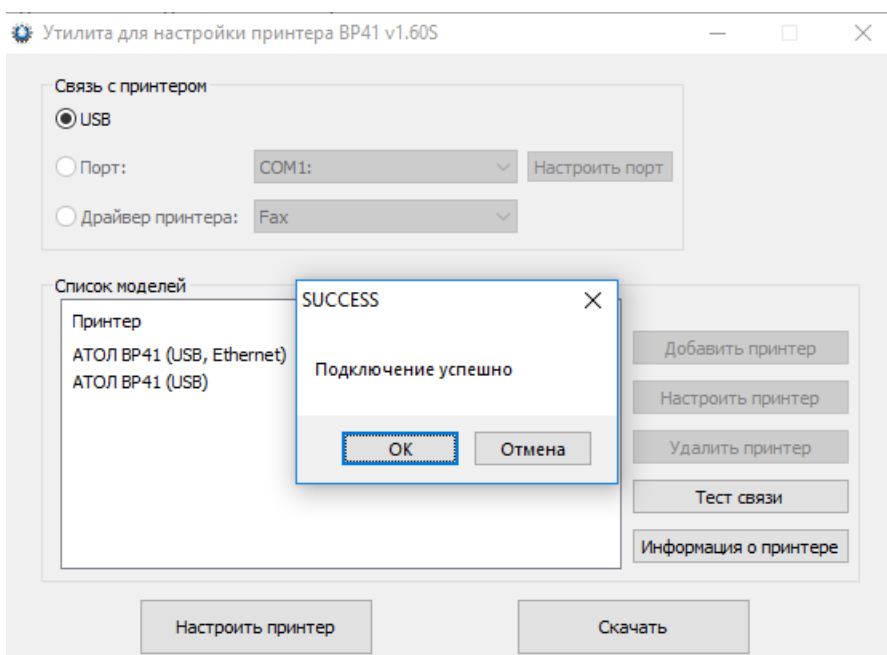 Утилита для настройки принтера BP41 v1.60S
Связь с принтером
USB
Порт:
COM1:
Настроить порт
Драйвер принтера:
Fax
Список моделей
Принтер
АТОЛ BP41 (USB, Ethernet)
АТОЛ BP41 (USB)
SUCCESS
Подключение успешно
ОК
Отмена
Добавить принтер
Настроить принтер
Удалить принтер
Тест связи
Информация о принтере
Настроить принтер
Скачать